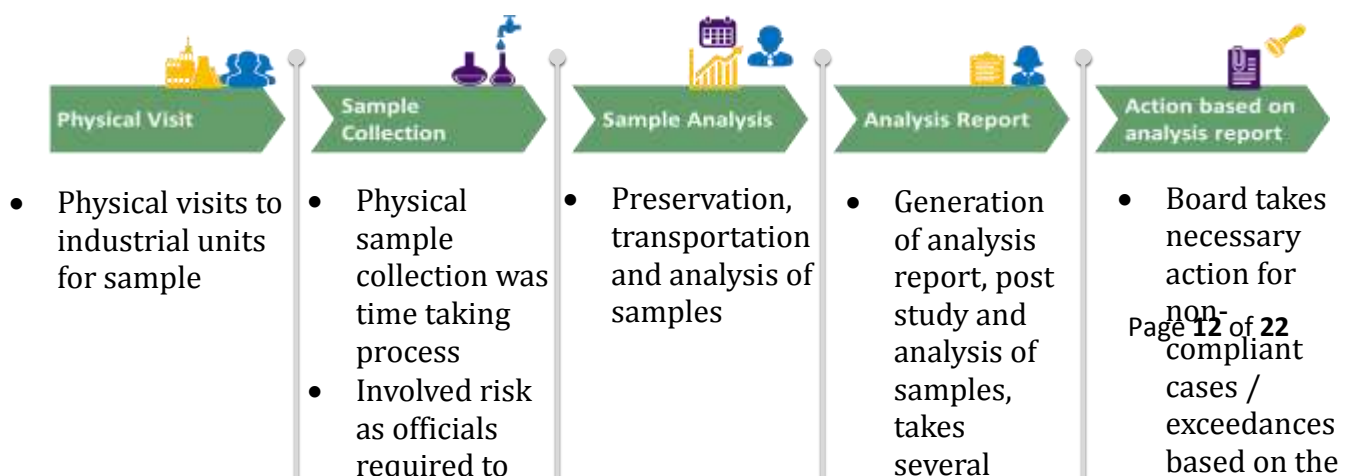 Physical Visit
Sample
Collection
Sample Analysis
Analysis Report
Action based on
analysis report
• Physical visits to
industrial units
for sample
• Physical
sample
collection was
time taking
process
• Involved risk
as officials
required to
• Preservation,
transportation
and analysis of
samples
• Generation
of analysis
report, post
study and
analysis of
samples,
takes
several
• Board takes
necessary
action for
non-
compliant
cases /
exceedances
based on the
Page 12 of 22